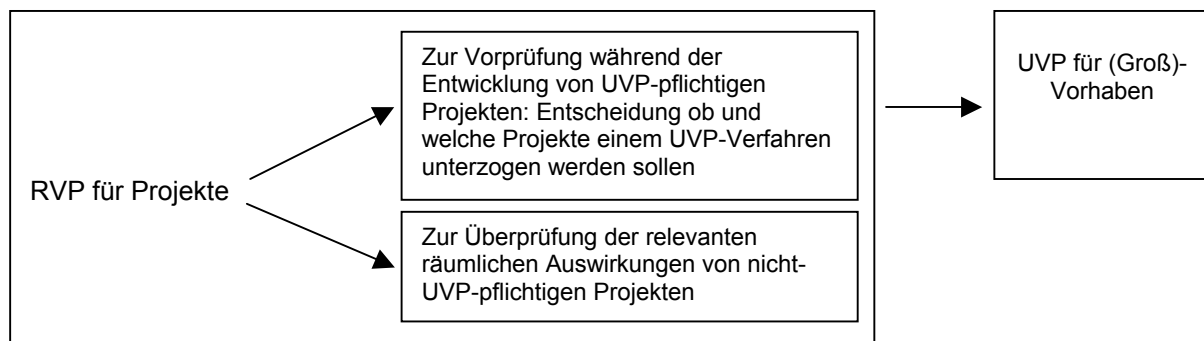 RVP für Projekte
Zur Vorprüfung während der
Entwicklung von UVP-pflichtigen
Projekten: Entscheidung ob und
welche Projekte einem UVP-Verfahren
unterzogen werden sollen
Zur Überprüfung der relevanten
räumlichen Auswirkungen von nicht-
UVP-pflichtigen Projekten
UVP für (Groß)-
Vorhaben